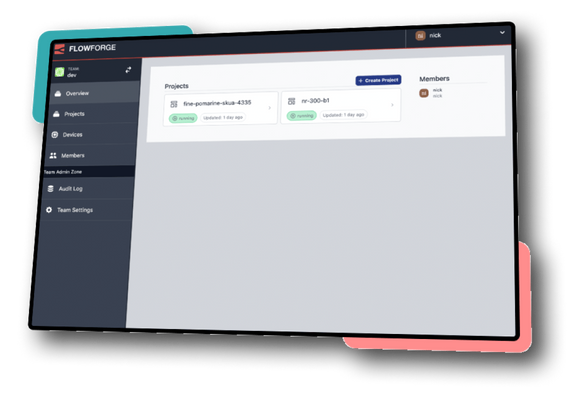 FLOWFORGE
nick
TEAM:
dev
Overview
Projects
Devices
Members
Team Admin Zone
Audit Log
Team Settings
Projects
+ Create Project
fine-pomarine-skua-4335
running
Updated: 1 day ago
nr-300-b1
running
Updated: 1 day ago
Members
nick
nick